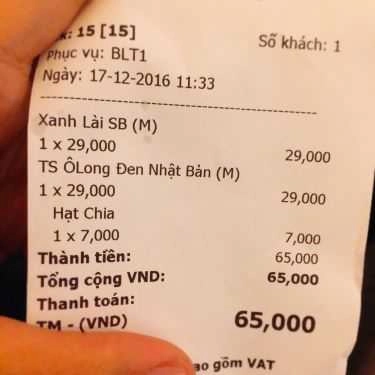 15 [15]
Số khách: 1
Phục vụ: BLT1
Ngày: 17-12-2016 11:33
Xanh Lài SB (M)
1 x 29,000 29,000
TS ÔLong Đen Nhật Bản (M)
1 x 29,000 29,000
Hạt Chia
1 x 7,000 7,000
Thành tiền: 65,000
Tổng cộng VND: 65,000
Thanh toán:
TM - (VND) 65,000
gồm VAT